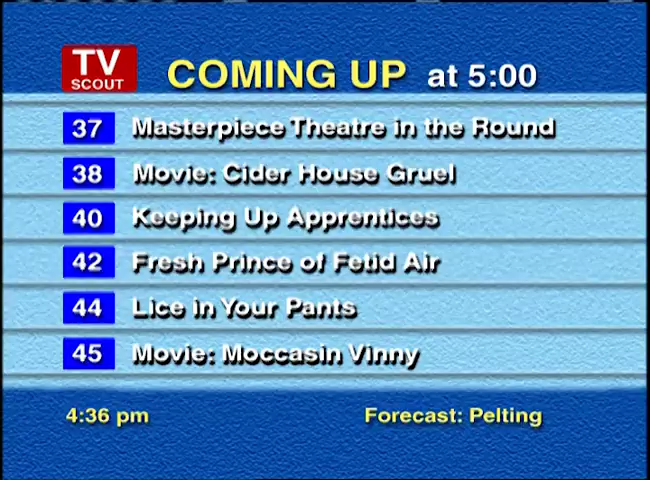 TV
SCOUT
COMING UP at 5:00
37 Masterpiece Theatre in the Round
38 Movie: Cider House Gruel
40 Keeping Up Apprentices
42 Fresh Prince of Fetid Air
44 Lice in Your Pants
45 Movie: Moccasin Vinny
4:36 pm Forecast: Pelting